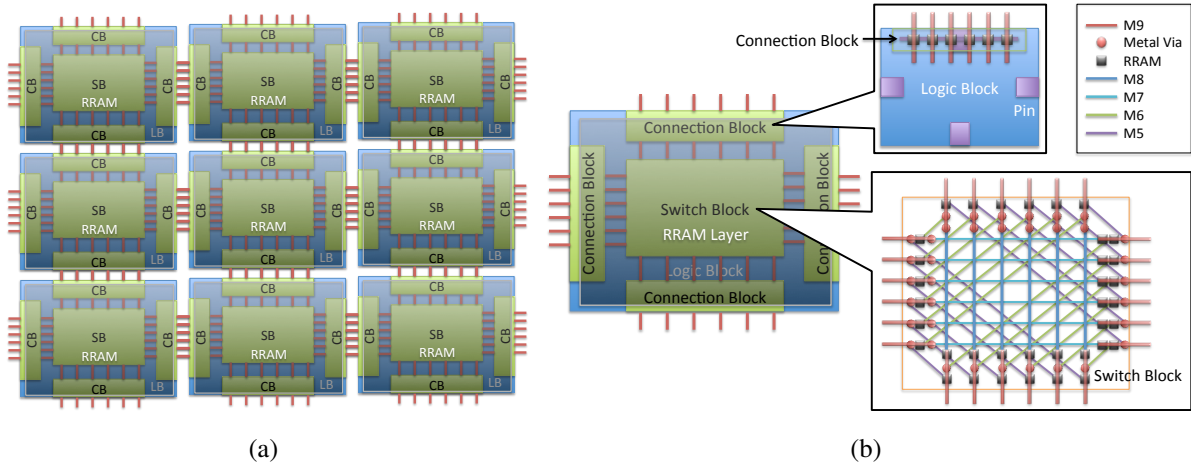 CB CB CB
CB SB CB CB SB CB CB SB CB
RRAM RRAM RRAM
CB LB CB LB CB LB
CB CB CB
CB SB CB CB SB CB CB SB CB
RRAM RRAM RRAM
CB LB CB LB CB LB
CB CB CB
CB SB CB CB SB CB CB SB CB
RRAM RRAM RRAM
CB LB CB LB CB LB
(a)
Connection Block
Connection Block
Connection Block
Switch Block
RRAM Layer
Logic Block
Connection Block
Connection Block
Connection Block
Logic Block
Pin
Switch Block
M9
Metal Via
RRAM
M8
M7
M6
M5
(b)